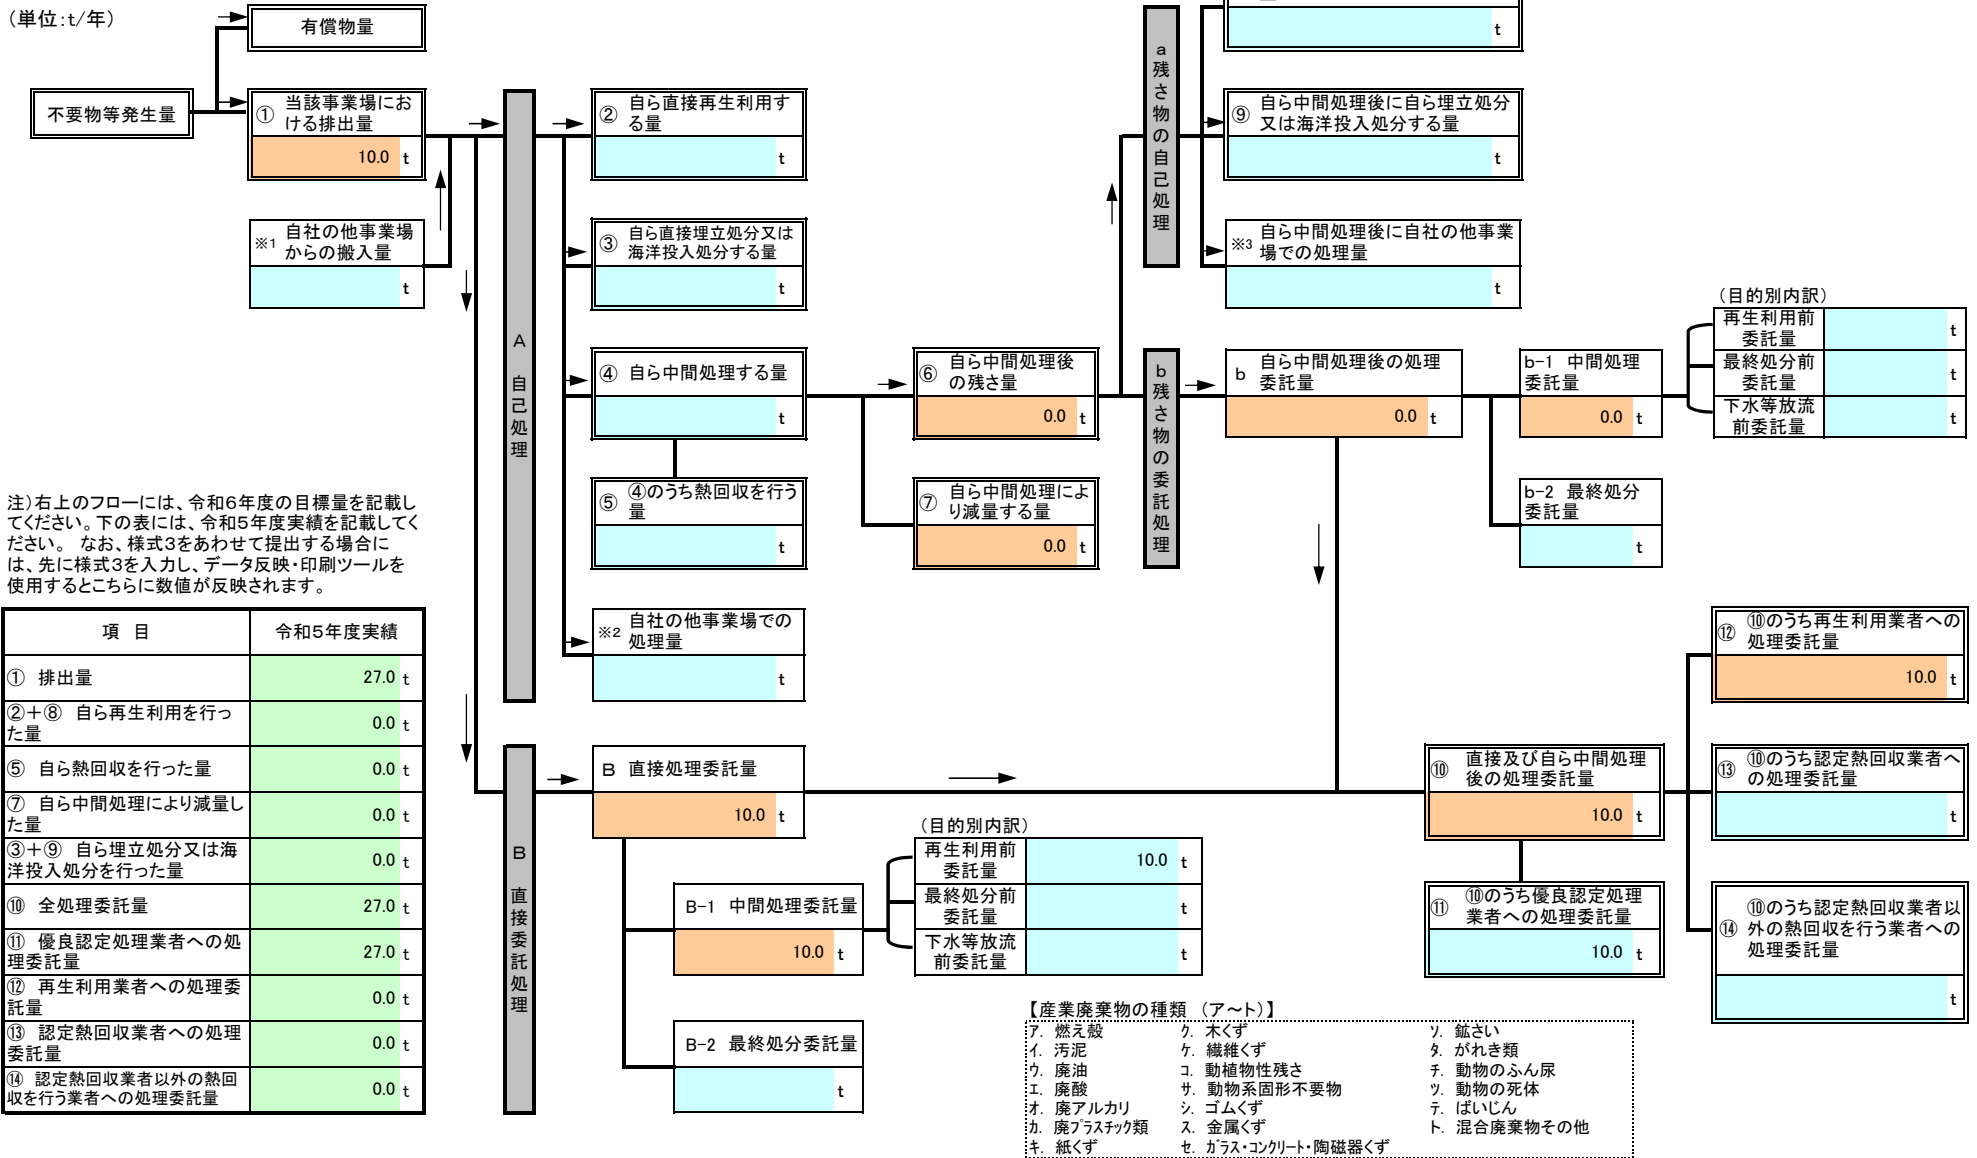 (単位:t/年)
有償物量
不要物等発生量
① 当該事業場にお
ける排出量
10.0 t
※1 自社の他事業場
からの搬入量
t
A 自己処理
② 自ら直接再生利用す
る量
t
③ 自ら直接埋立処分又は
海洋投入処分する量
t
④ 自ら中間処理する量
t
⑤ ④のうち熱回収を行う
量
t
※2 自社の他事業場での
処理量
t
⑥ 自ら中間処理後
の残さ量
0.0 t
⑦ 自ら中間処理によ
り減量する量
0.0 t
a 残さ物の自己処理
t
⑨ 自ら中間処理後に自ら埋立処分
又は海洋投入処分する量
t
※3 自ら中間処理後に自社の他事業
場での処理量
t
b 残さ物の委託処理
b 自ら中間処理後の処理
委託量
0.0 t
b-1 中間処理
委託量
0.0 t
b-2 最終処分
委託量
t
(目的別内訳)
再生利用前
委託量
t
最終処分前
委託量
t
下水等放流
前委託量
t
注)右上のフローには、令和6年度の目標量を記載し
てください。下の表には、令和5年度実績を記載してく
ださい。 なお、様式3をあわせて提出する場合に
は、先に様式3を入力し、データ反映・印刷ツールを
使用するとこちらに数値が反映されます。
項 目 令和5年度実績
① 排出量 27.0 t
②+⑧ 自ら再生利用を行っ
た量 0.0 t
⑤ 自ら熱回収を行った量 0.0 t
⑦ 自ら中間処理により減量し
た量 0.0 t
③+⑨ 自ら埋立処分又は海
洋投入処分を行った量 0.0 t
⑩ 全処理委託量 27.0 t
⑪ 優良認定処理業者への処
理委託量 27.0 t
⑫ 再生利用業者への処理委
託量 0.0 t
⑬ 認定熱回収業者への処理
委託量 0.0 t
⑭ 認定熱回収業者以外の熱回
収を行う業者への処理委託量 0.0 t
B 直接委託処理
B 直接処理委託量
10.0 t
B-1 中間処理委託量
10.0 t
B-2 最終処分委託量
t
(目的別内訳)
再生利用前
委託量
10.0 t
最終処分前
委託量
t
下水等放流
前委託量
t
⑩ 直接及び自ら中間処理
後の処理委託量
10.0 t
⑪ ⑩のうち優良認定処理
業者への処理委託量
10.0 t
⑫ ⑩のうち再生利用業者への
処理委託量
10.0 t
⑬ ⑩のうち認定熱回収業者へ
の処理委託量
t
⑭ ⑩のうち認定熱回収業者以
外の熱回収を行う業者への
処理委託量
t
【産業廃棄物の種類 (ア~ト)】
ア. 燃え殻 ク. 木くず ソ. 鉱さい
イ. 汚泥 ケ. 繊維くず タ. がれき類
ウ. 廃油 コ. 動植物性残さ チ. 動物のふん尿
エ. 廃酸 サ. 動物系固形不要物 ツ. 動物の死体
オ. 廃アルカリ シ. ゴムくず テ. ばいじん
カ. 廃プラスチック類 ス. 金属くず ト. 混合廃棄物その他
キ. 紙くず セ. ガラス・コンクリート・陶磁器くず